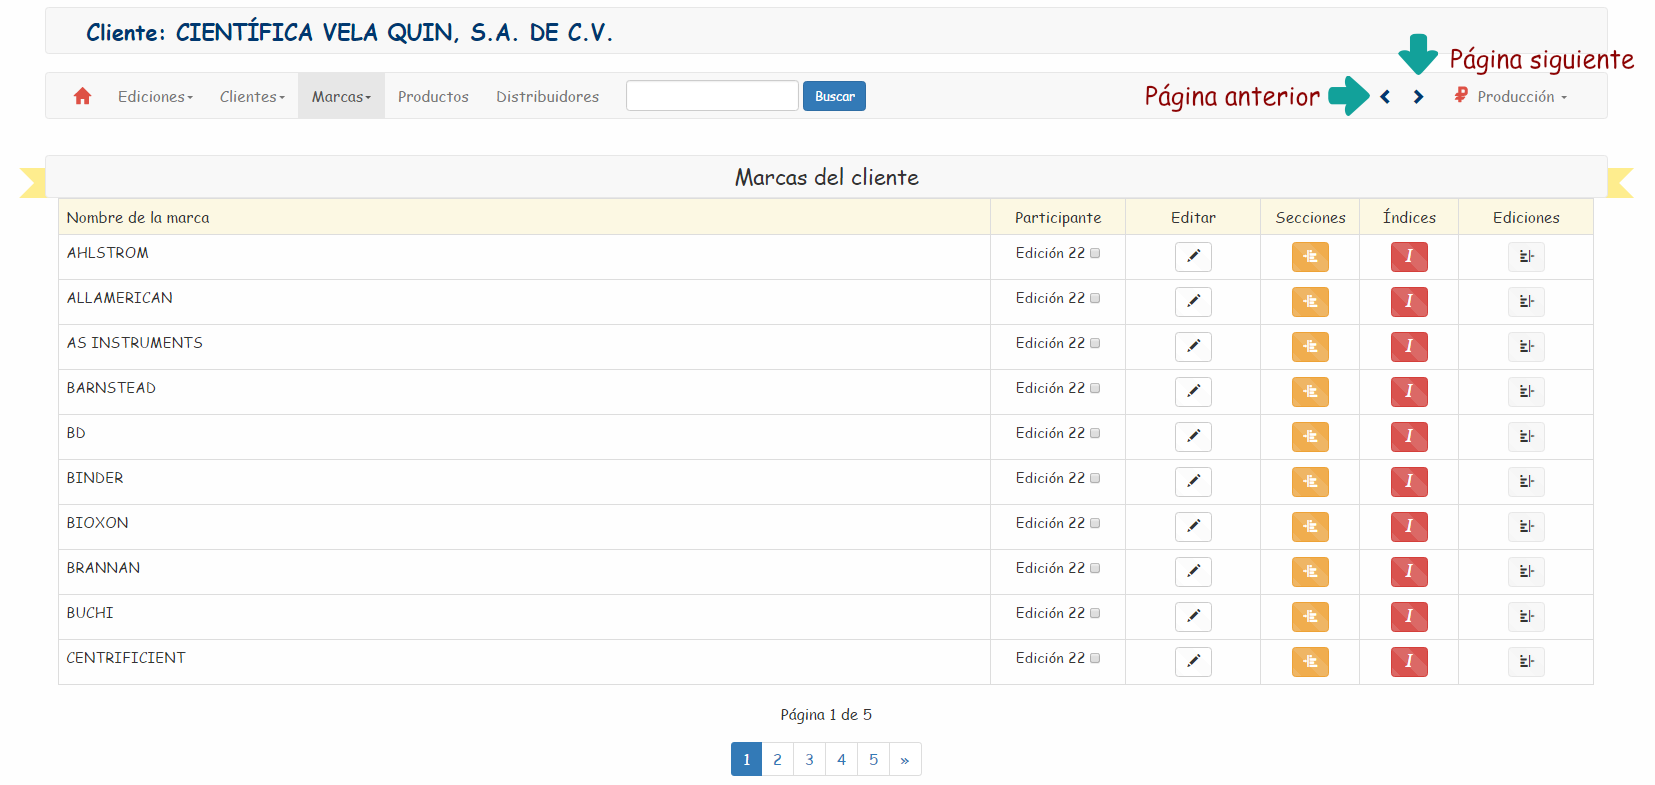 Cliente: CIENTÍFICA VELA QUIN, S.A. DE C.V.
Página siguiente
Ediciones Clientes Marcas Productos Distribuidores Buscar Página anterior Producción
Marcas del cliente
Nombre de la marca Participante Editar Secciones Índices Ediciones
AHLSTROM Edición 22 I
ALLAMERICAN Edición 22 I
AS INSTRUMENTS Edición 22 I
BARNSTEAD Edición 22 I
BD Edición 22 I
BINDER Edición 22 I
BIOXON Edición 22 I
BRANNAN Edición 22 I
BUCHI Edición 22 I
CENTRIFICIENT Edición 22 I
Página 1 de 5
1 2 3 4 5 »